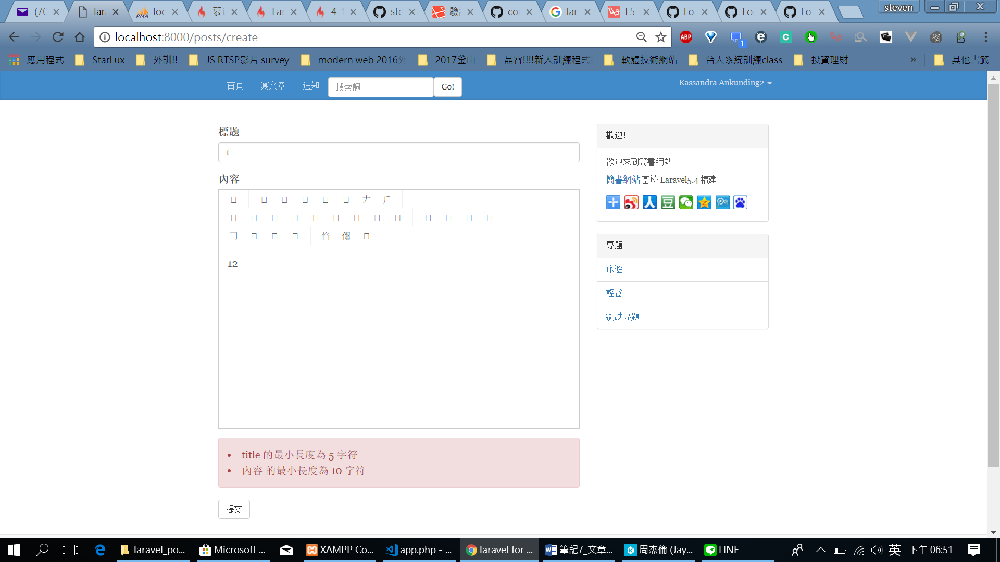 steven
(70
lar
loc
慕
Lar
4-1
ste
驗
co
lar
L5
Lo
Lo
Lo
localhost:8000/posts/create
ABP
1
應用程式
StarLux
外訓!!
JS RTSP影片 survey
modern web 2016外
2017釜山
晶睿!!!!新人訓練程式
軟體技術網站
台大系統訓練class
投資理財
»
其他書籤
首頁
寫文章
通知
搜索詞
Go!
Kassandra Ankunding2
標題
1
內容
12
title 的最小長度為 5 字符
內容 的最小長度為 10 字符
提交
歡迎!
歡迎來到簡書網站
簡書網站 基於 Laravel5.4 構建
專題
旅遊
輕鬆
測試專題
laravel_po...
Microsoft ...
XAMPP Co...
app.php - ...
laravel for ...
筆記7_文章...
周杰倫 (Jay...
LINE
英
下午 06:51